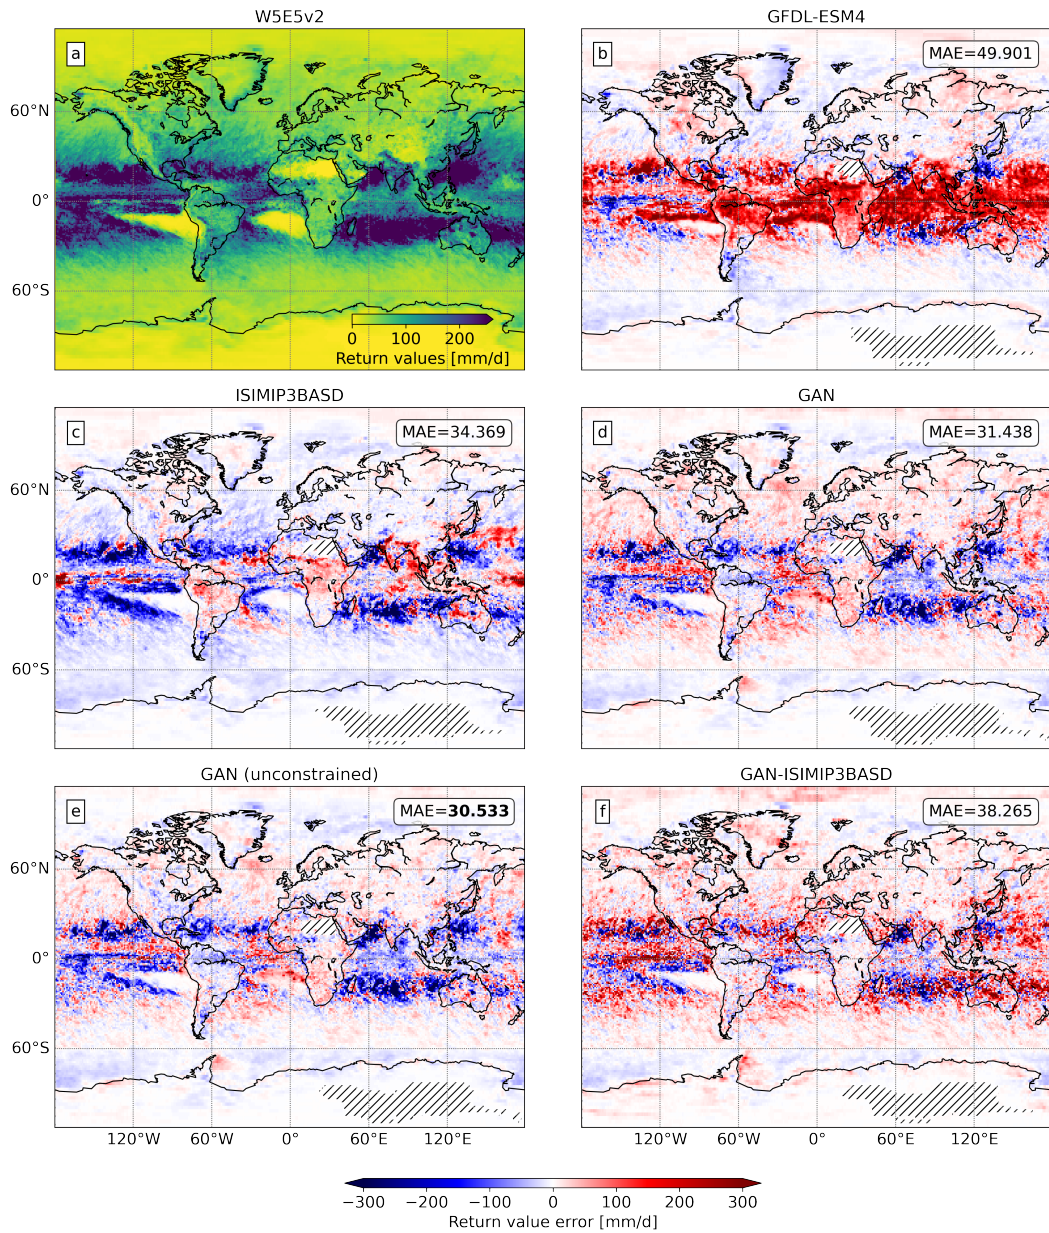 W5E5v2
GFDL-ESM4
a
b
MAE=49.901
60°N
0°
60°S
0 100 200
Return values [mm/d]
ISIMIP3BASD
GAN
c
MAE=34.369
d
MAE=31.438
60°N
0°
60°S
GAN (unconstrained)
GAN-ISIMIP3BASD
e
MAE=30.533
f
MAE=38.265
60°N
0°
60°S
120°W 60°W 0° 60°E 120°E
120°W 60°W 0° 60°E 120°E
−300 −200 −100 0 100 200 300
Return value error [mm/d]